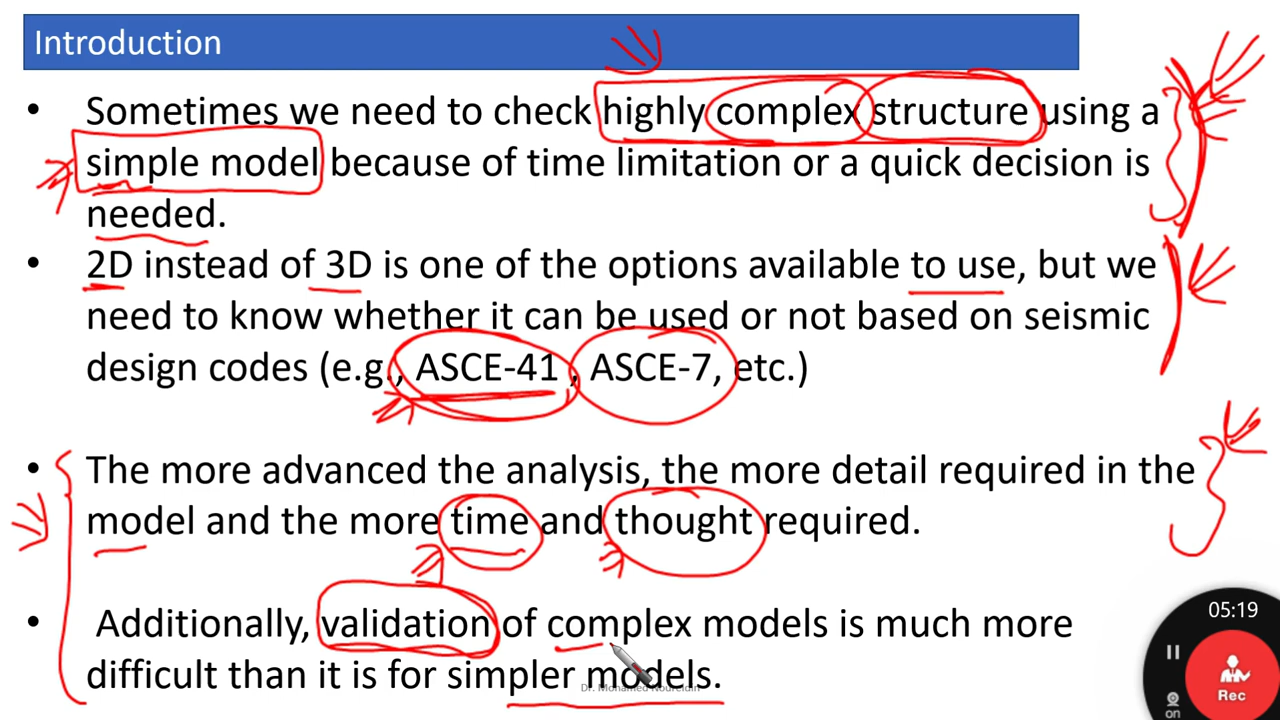 Introduction
• Sometimes we need to check highly complex structure using a
simple model because of time limitation or a quick decision is
needed.
• 2D instead of 3D is one of the options available to use, but we
need to know whether it can be used or not based on seismic
design codes (e.g., ASCE-41 , ASCE-7, etc.)
• The more advanced the analysis, the more detail required in the
model and the more time and thought required.
• Additionally, validation of complex models is much more
difficult than it is for simpler models.
Dr. Mohamed Noureldin
05:19
Rec
on